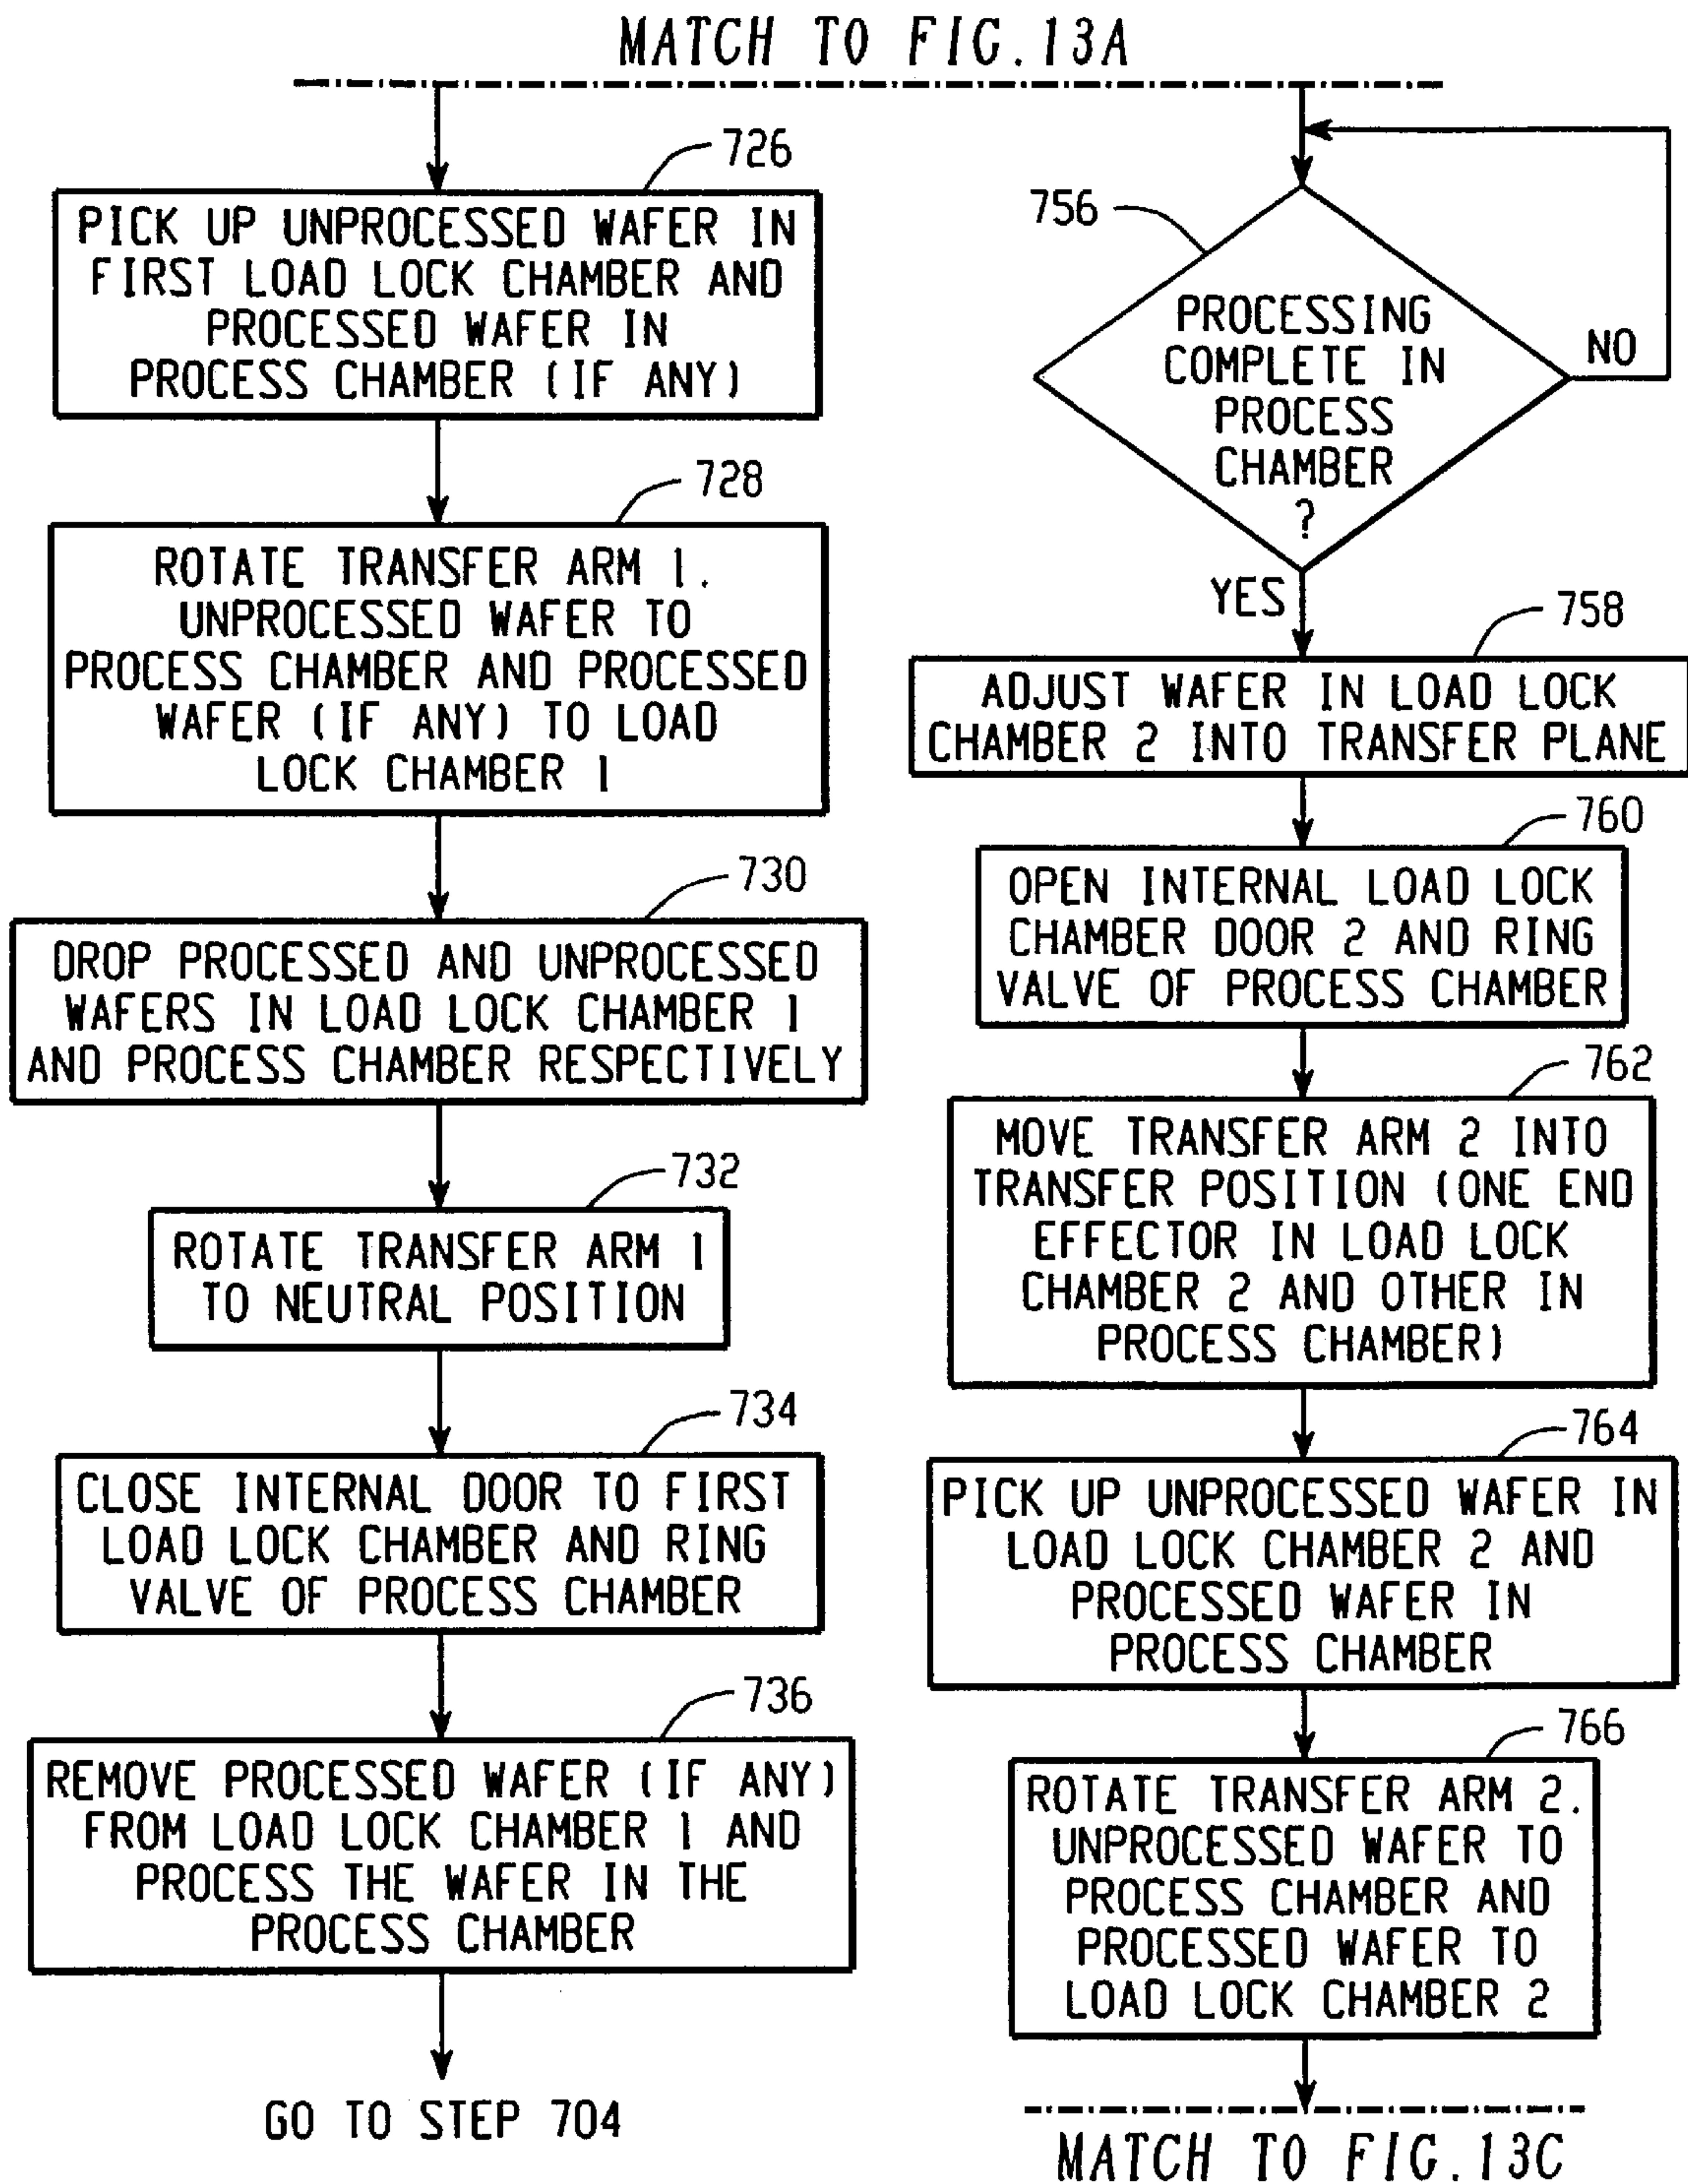 MATCH TO FIG.13A
726
PICK UP UNPROCESSED WAFER IN
FIRST LOAD LOCK CHAMBER AND
PROCESSED WAFER IN
PROCESS CHAMBER (IF ANY)
728
ROTATE TRANSFER ARM 1.
UNPROCESSED WAFER TO
PROCESS CHAMBER AND PROCESSED
WAFER (IF ANY) TO LOAD
LOCK CHAMBER 1
730
DROP PROCESSED AND UNPROCESSED
WAFERS IN LOAD LOCK CHAMBER 1
AND PROCESS CHAMBER RESPECTIVELY
732
ROTATE TRANSFER ARM 1
TO NEUTRAL POSITION
734
CLOSE INTERNAL DOOR TO FIRST
LOAD LOCK CHAMBER AND RING
VALVE OF PROCESS CHAMBER
736
REMOVE PROCESSED WAFER (IF ANY)
FROM LOAD LOCK CHAMBER 1 AND
PROCESS THE WAFER IN THE
PROCESS CHAMBER
GO TO STEP 704
756
PROCESSING
COMPLETE IN
PROCESS
CHAMBER
?
NO
YES
758
ADJUST WAFER IN LOAD LOCK
CHAMBER 2 INTO TRANSFER PLANE
760
OPEN INTERNAL LOAD LOCK
CHAMBER DOOR 2 AND RING
VALVE OF PROCESS CHAMBER
762
MOVE TRANSFER ARM 2 INTO
TRANSFER POSITION (ONE END
EFFECTOR IN LOAD LOCK
CHAMBER 2 AND OTHER IN
PROCESS CHAMBER)
764
PICK UP UNPROCESSED WAFER IN
LOAD LOCK CHAMBER 2 AND
PROCESSED WAFER IN
PROCESS CHAMBER
766
ROTATE TRANSFER ARM 2.
UNPROCESSED WAFER TO
PROCESS CHAMBER AND
PROCESSED WAFER TO
LOAD LOCK CHAMBER 2
MATCH TO FIG.13C